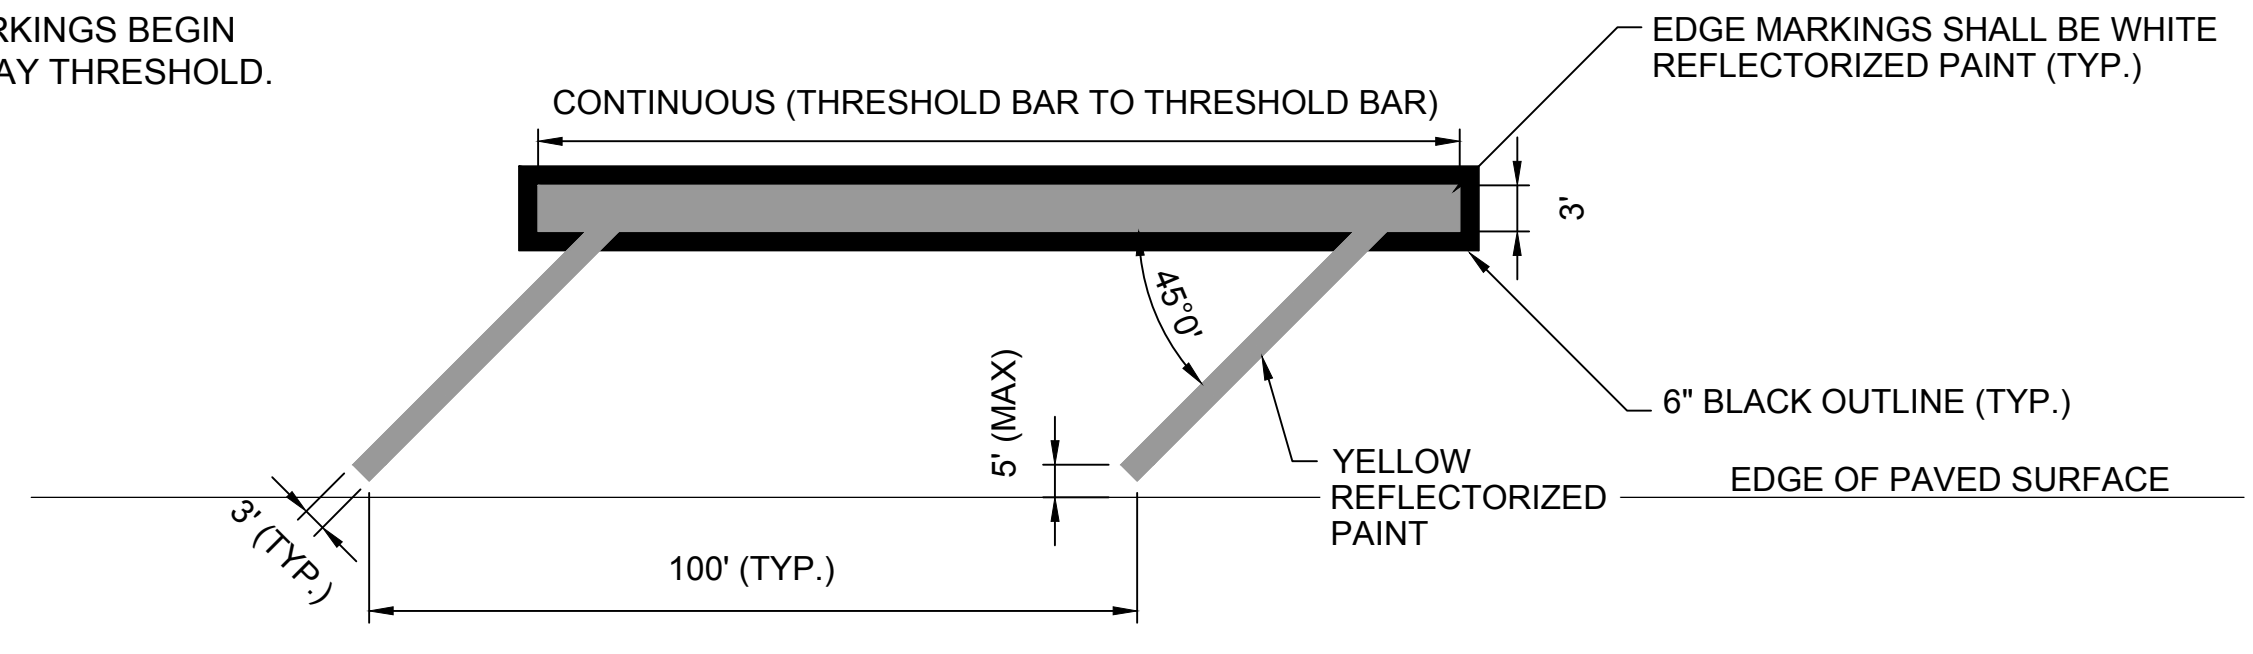 RKINGS BEGIN
AY THRESHOLD.
EDGE MARKINGS SHALL BE WHITE
REFLECTORIZED PAINT (TYP.)
CONTINUOUS (THRESHOLD BAR TO THRESHOLD BAR)
3'
45°0'
5' (MAX)
6" BLACK OUTLINE (TYP.)
YELLOW
REFLECTORIZED
PAINT
EDGE OF PAVED SURFACE
3' (TYP.)
100' (TYP.)